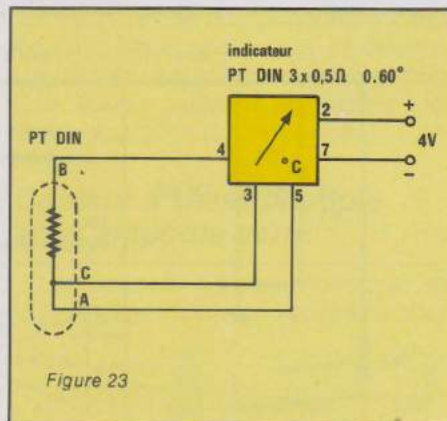 indicateur
PT DIN 3 x 0,5Ω 0.60°
PT DIN
B
4
2
+
4V
7
−
°C
3
5
C
A
Figure 23